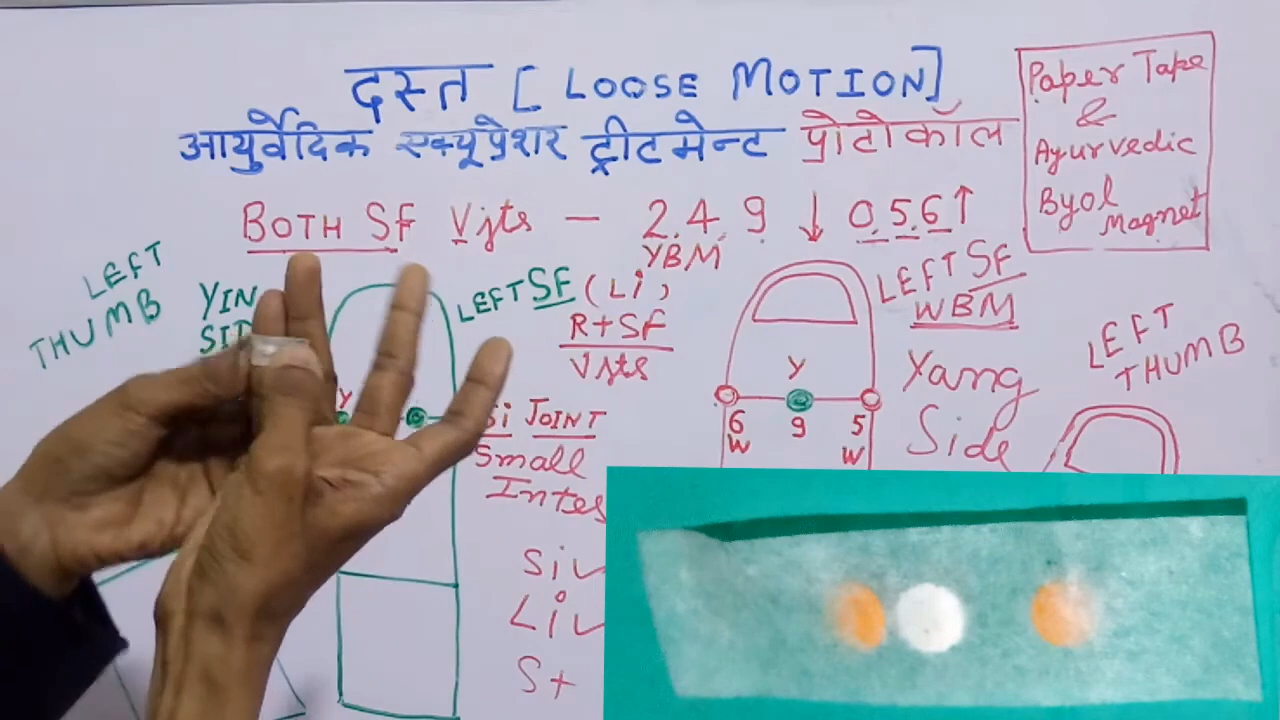 दस्त [LOOSE MOTION]
आयुर्वेदिक एक्यूप्रेशर ट्रीटमेन्ट प्रोटोकॉल
Paper Tape
&
Ayurvedic
Byol
Magnet
BOTH SF Vjts — 2.4.9 ↓ 0.5.6↑
YBM
LEFT
THUMB
YIN
LEFT SF
(Li,
R+SF
Vjts
Y
Si JOINT
Small
LEFT SF
WBM
Yang
Side
Y
6 9 5
W W
LEFT
THUMB